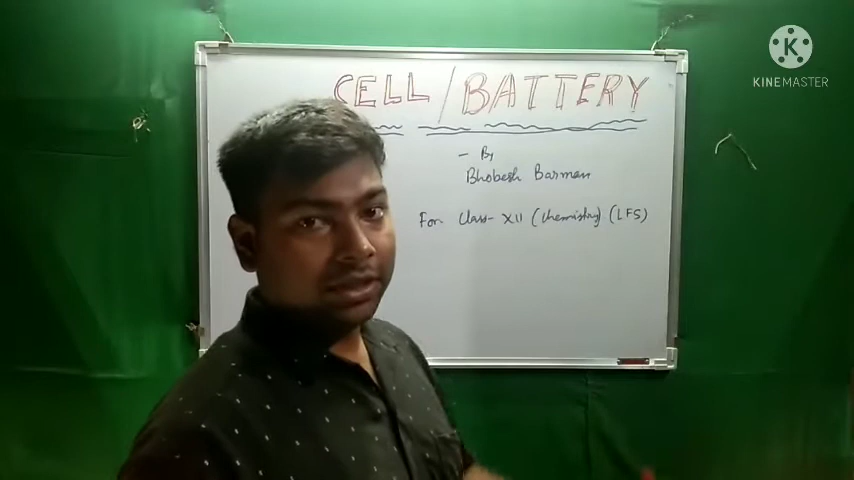 CELL / BATTERY
- By
Bhobesh Barman
For Class- XII (Chemistry) (LFS)
K
KINEMASTER